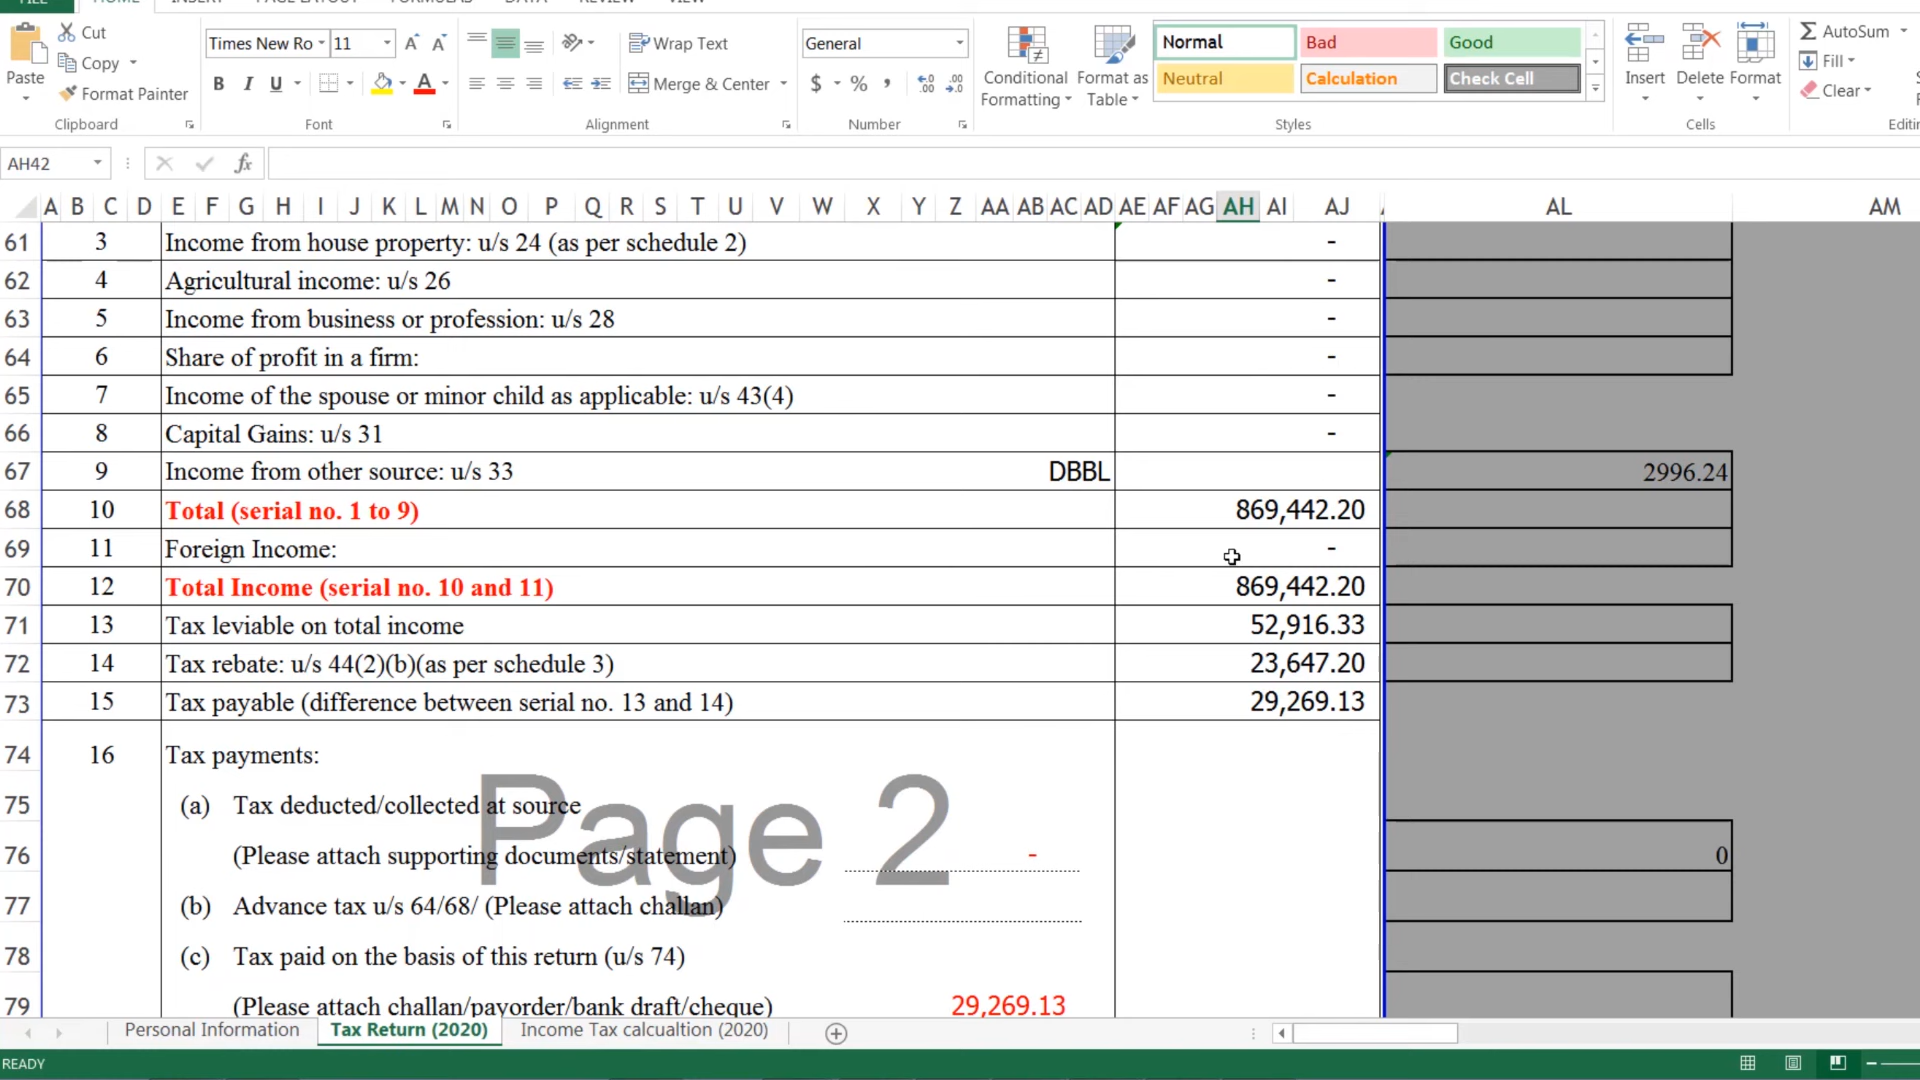 FILE HOME INSERT PAGE LAYOUT FORMULAS DATA REVIEW VIEW
Paste
Cut
Copy
Format Painter
Clipboard
Times New Ro 11
B I U
Font
Wrap Text
Merge & Center
Alignment
General
$ % ,
Number
Conditional Formatting
Format as Table
Normal Bad Good
Neutral Calculation Check Cell
Styles
Insert Delete Format
Cells
AutoSum
Fill
Clear
AH42 fx
A B C D E F G H I J K L M N O P Q R S T U V W X Y Z AA AB AC AD AE AF AG AH AI AJ AL AM
61 3 Income from house property: u/s 24 (as per schedule 2) -
62 4 Agricultural income: u/s 26 -
63 5 Income from business or profession: u/s 28 -
64 6 Share of profit in a firm: -
65 7 Income of the spouse or minor child as applicable: u/s 43(4) -
66 8 Capital Gains: u/s 31 -
67 9 Income from other source: u/s 33 DBBL 2996.24
68 10 Total (serial no. 1 to 9) 869,442.20
69 11 Foreign Income: -
70 12 Total Income (serial no. 10 and 11) 869,442.20
71 13 Tax leviable on total income 52,916.33
72 14 Tax rebate: u/s 44(2)(b)(as per schedule 3) 23,647.20
73 15 Tax payable (difference between serial no. 13 and 14) 29,269.13
74 16 Tax payments:
75 (a) Tax deducted/collected at source
Page 2
76 (Please attach supporting documents/statement) - 0
77 (b) Advance tax u/s 64/68/ (Please attach challan)
78 (c) Tax paid on the basis of this return (u/s 74)
79 (Please attach challan/payorder/bank draft/cheque) 29,269.13
Personal Information Tax Return (2020) Income Tax calcualtion (2020)
READY